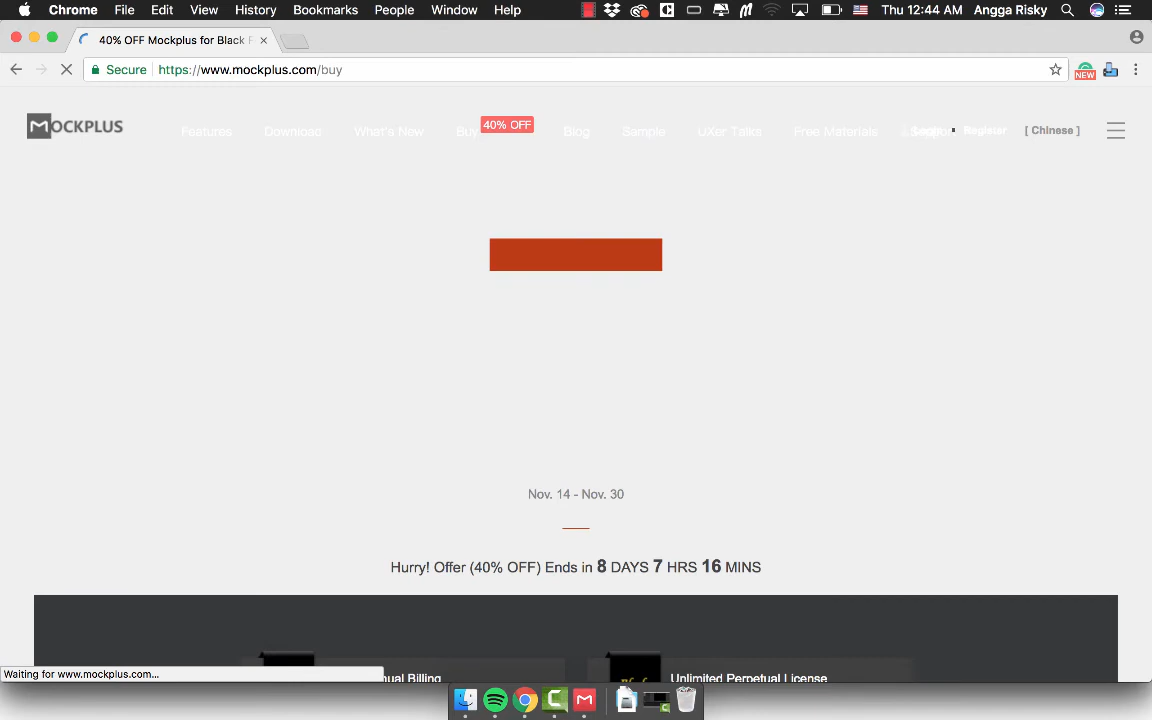 Chrome File Edit View History Bookmarks People Window Help Thu 12:44 AM Angga Risky
40% OFF Mockplus for Black F
Secure https://www.mockplus.com/buy
NEW
MOCKPLUS Features Download What's New Buy 40% OFF Blog Sample uXer Talks Free Materials Register [ Chinese ]
Nov. 14 - Nov. 30
Hurry! Offer (40% OFF) Ends in 8 DAYS 7 HRS 16 MINS
nual Billing Unlimited Perpetual License
Waiting for www.mockplus.com...